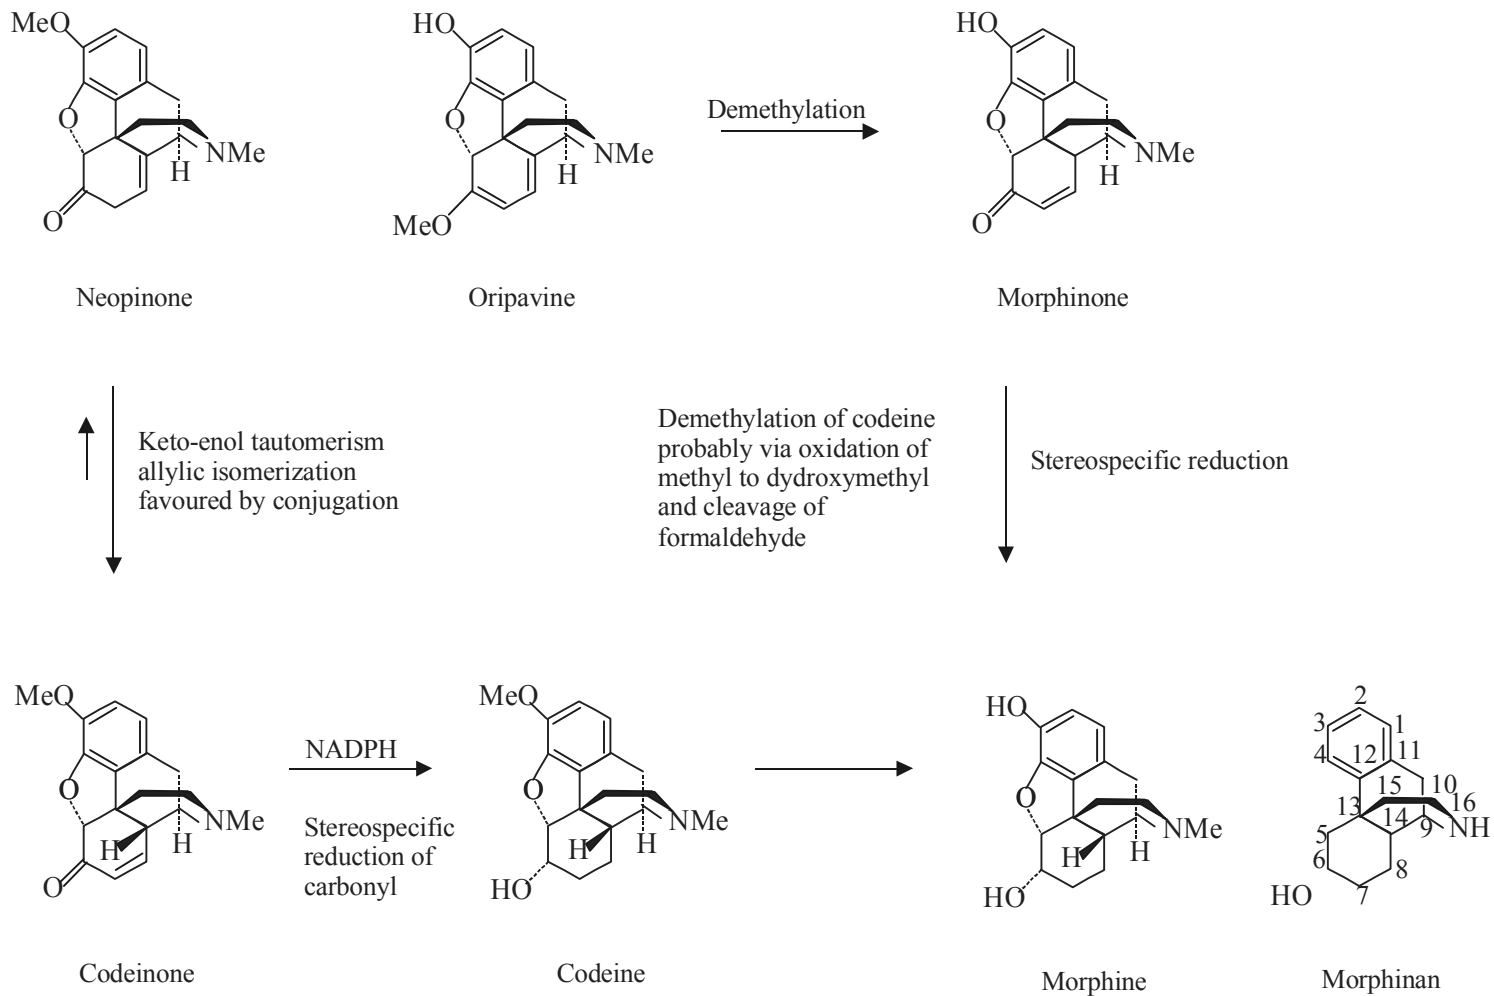 MeO
O
NMe
H
O
Neopinone
HO
O
NMe
H
MeO
Oripavine
Demethylation
HO
O
NMe
H
O
Morphinone
Keto-enol tautomerism
allylic isomerization
favoured by conjugation
Demethylation of codeine
probably via oxidation of
methyl to dydroxymethyl
and cleavage of
formaldehyde
Stereospecific reduction
MeO
O
NMe
H
H
O
Codeinone
NADPH
Stereospecific
reduction of
carbonyl
MeO
O
NMe
H
H
HO
Codeine
HO
O
NMe
H
H
HO
Morphine
2
3
1
4
12
11
15
10
13
16
14
9
NH
5
6
8
7
HO
Morphinan